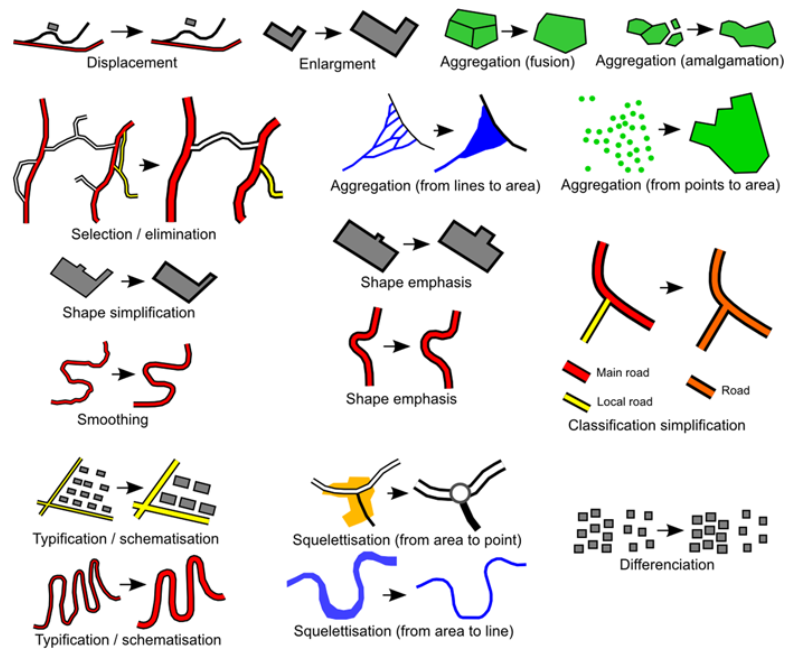 Displacement
Enlargment
Aggregation (fusion)
Aggregation (amalgamation)
Selection / elimination
Aggregation (from lines to area)
Aggregation (from points to area)
Shape simplification
Shape emphasis
Smoothing
Shape emphasis
Main road
Local road
Road
Classification simplification
Typification / schematisation
Squelettisation (from area to point)
Differenciation
Typification / schematisation
Squelettisation (from area to line)